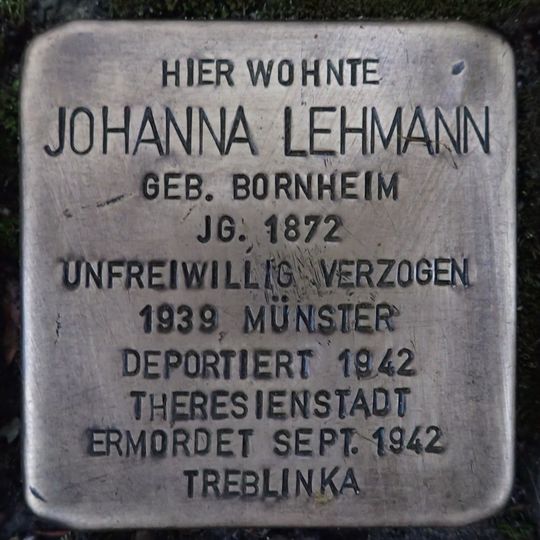 HIER WOHNTE
JOHANNA LEHMANN
GEB. BORNHEIM
JG. 1872
UNFREIWILLIG VERZOGEN
1939 MÜNSTER
DEPORTIERT 1942
THERESIENSTADT
ERMORDET SEPT. 1942
TREBLINKA